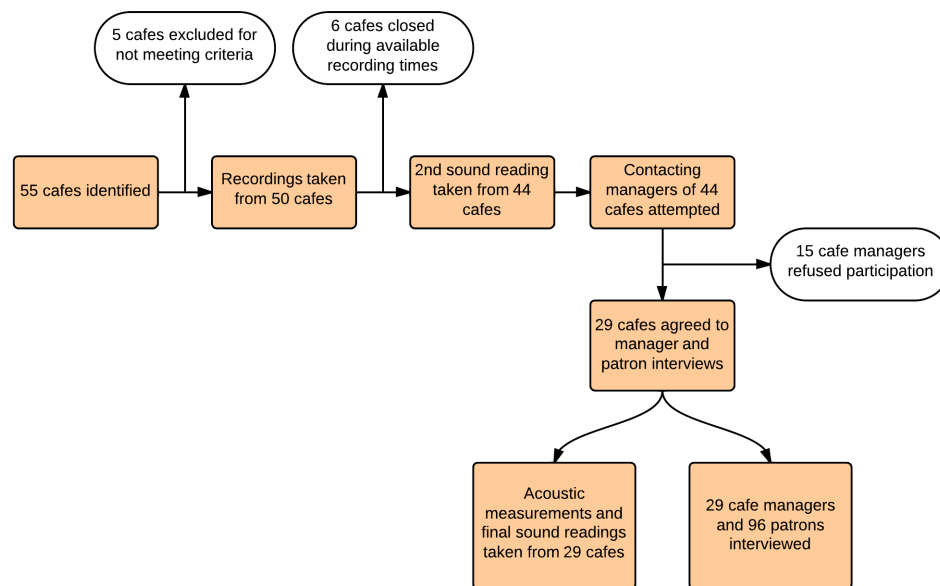 5 cafes excluded for
not meeting criteria
6 cafes closed
during available
recording times
55 cafes identified
Recordings taken
from 50 cafes
2nd sound reading
taken from 44
cafes
Contacting
managers of 44
cafes attempted
15 cafe managers
refused participation
29 cafes agreed to
manager and
patron interviews
Acoustic
measurements and
final sound readings
taken from 29 cafes
29 cafe managers
and 96 patrons
interviewed